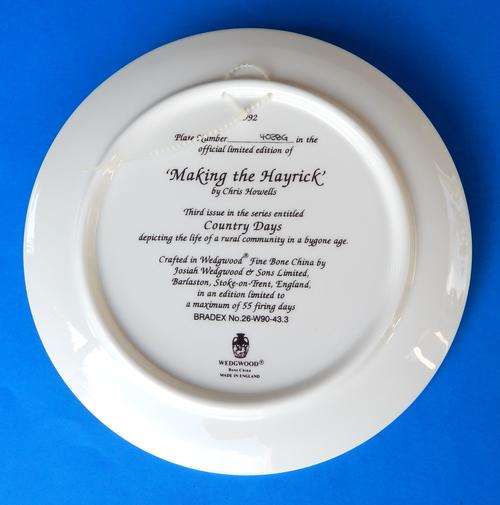 992
Plate Number 4028G in the
official limited edition of
'Making the Hayrick'
by Chris Howells
Third issue in the series entitled
Country Days
depicting the life of a rural community in a bygone age.
Crafted in Wedgwood® Fine Bone China by
Josiah Wedgwood & Sons Limited,
Barlaston, Stoke-on-Trent, England,
in an edition limited to
a maximum of 55 firing days
BRADEX No.26-W90-43.3
WEDGWOOD®
Bone China
MADE IN ENGLAND